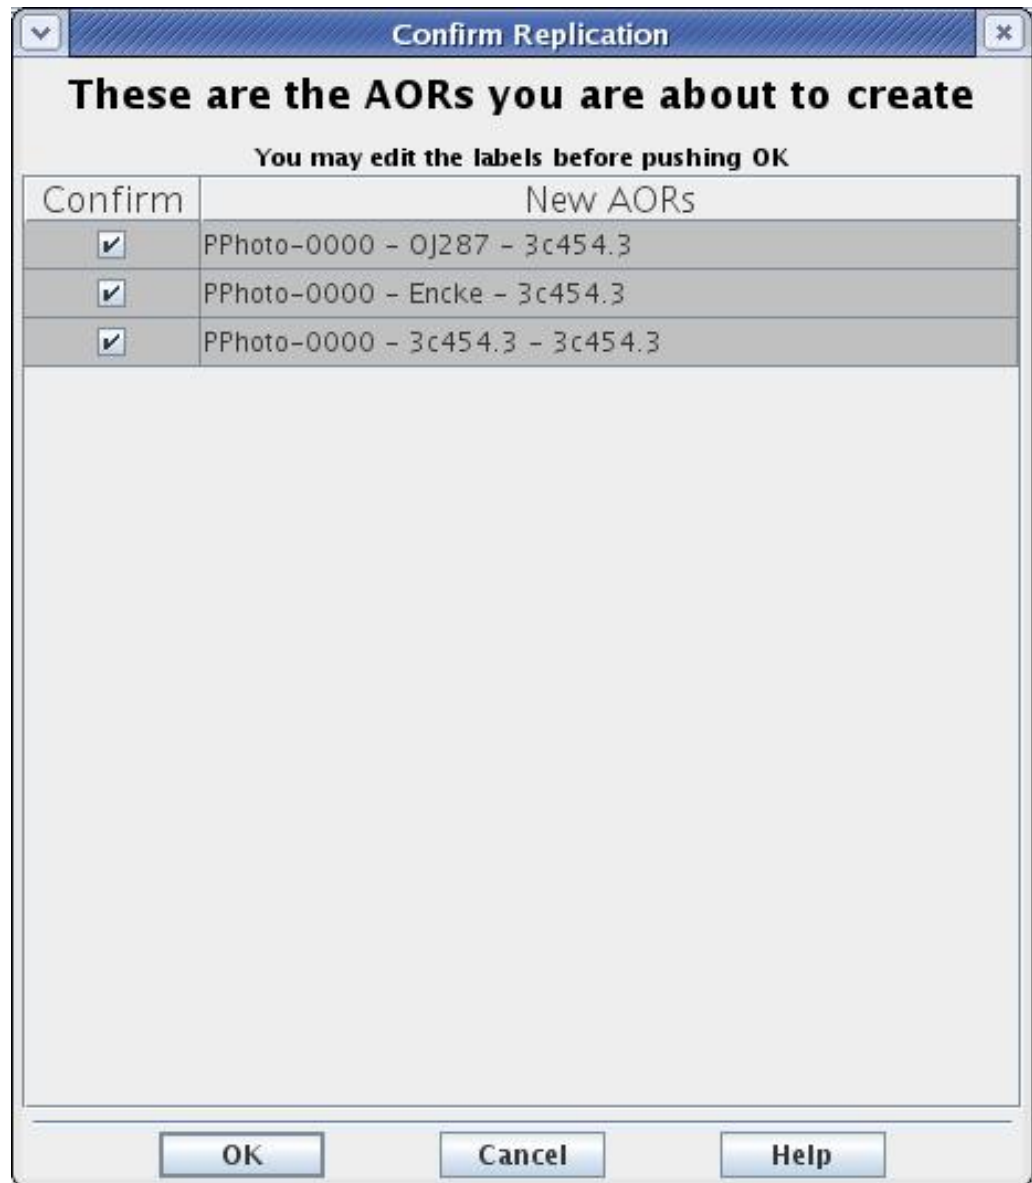 Confirm Replication
These are the AORs you are about to create
You may edit the labels before pushing OK
Confirm New AORs
PPhoto-0000 - OJ287 - 3c454.3
PPhoto-0000 - Encke - 3c454.3
PPhoto-0000 - 3c454.3 - 3c454.3
OK Cancel Help